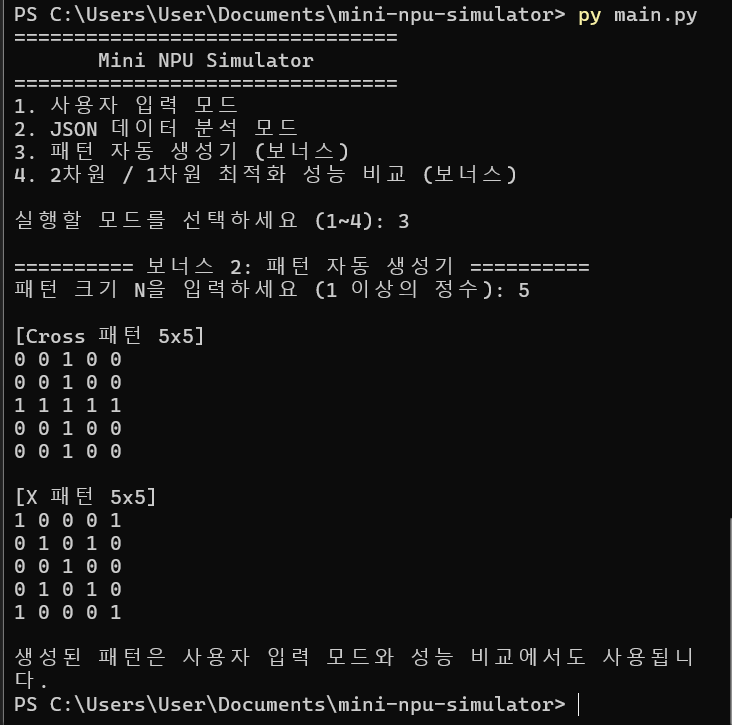 PS C:\Users\User\Documents\mini-npu-simulator> py main.py
================================
Mini NPU Simulator
================================
1. 사용자 입력 모드
2. JSON 데이터 분석 모드
3. 패턴 자동 생성기 (보너스)
4. 2차원 / 1차원 최적화 성능 비교 (보너스)
실행할 모드를 선택하세요 (1~4): 3
========== 보너스 2: 패턴 자동 생성기 ==========
패턴 크기 N을 입력하세요 (1 이상의 정수): 5
[Cross 패턴 5x5]
0 0 1 0 0
0 0 1 0 0
1 1 1 1 1
0 0 1 0 0
0 0 1 0 0
[X 패턴 5x5]
1 0 0 0 1
0 1 0 1 0
0 0 1 0 0
0 1 0 1 0
1 0 0 0 1
생성된 패턴은 사용자 입력 모드와 성능 비교에서도 사용됩니
다.
PS C:\Users\User\Documents\mini-npu-simulator>